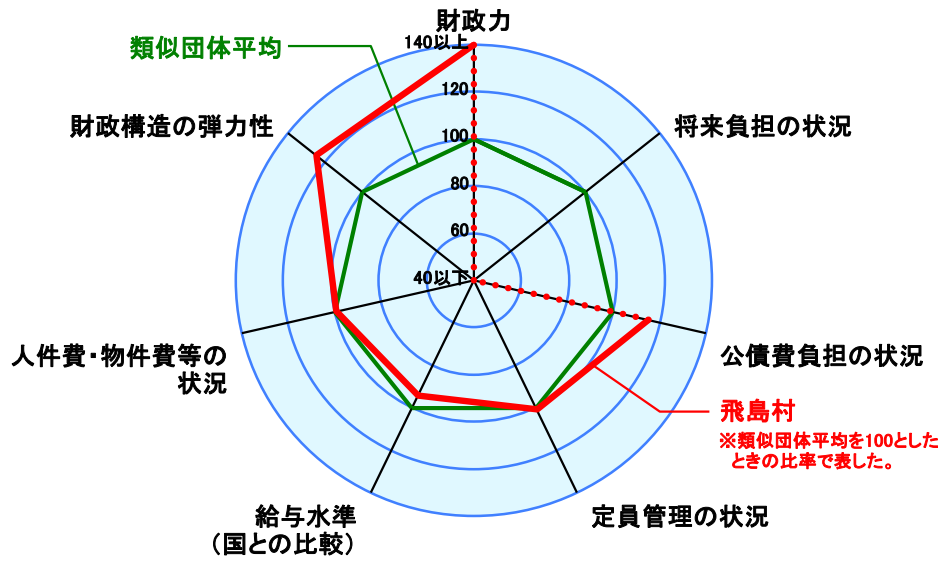 財政力
類似団体平均
140以上
120
100
80
60
40以下
財政構造の弾力性
将来負担の状況
人件費・物件費等の
状況
公債費負担の状況
飛島村
※類似団体平均を100とした
ときの比率で表した。
給与水準
（国との比較）
定員管理の状況